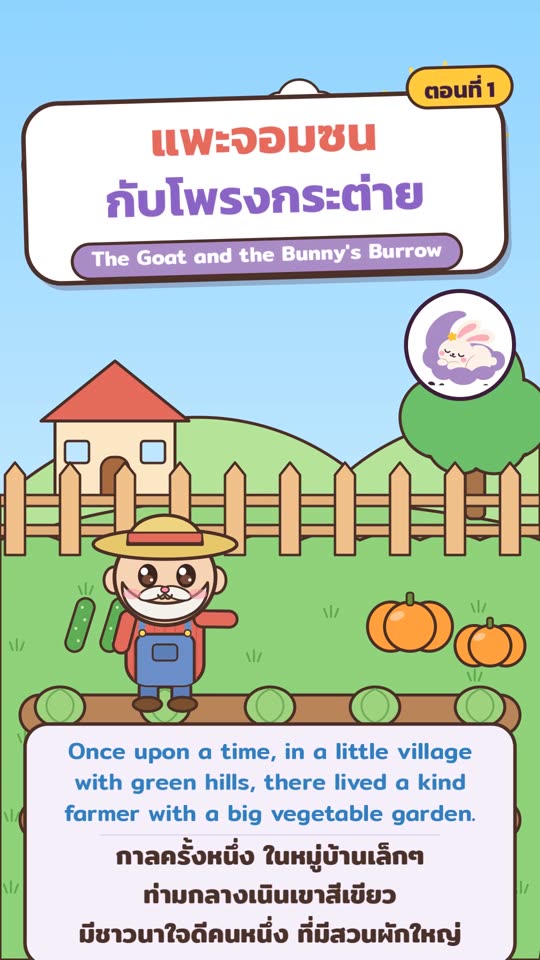 ตอนที่ 1
แพะจอมซน
กับโพรงกระต่าย
The Goat and the Bunny's Burrow
Once upon a time, in a little village
with green hills, there lived a kind
farmer with a big vegetable garden.
กาลครั้งหนึ่ง ในหมู่บ้านเล็กๆ
ท่ามกลางเนินเขาสีเขียว
มีชาวนาใจดีคนหนึ่ง ที่มีสวนผักใหญ่